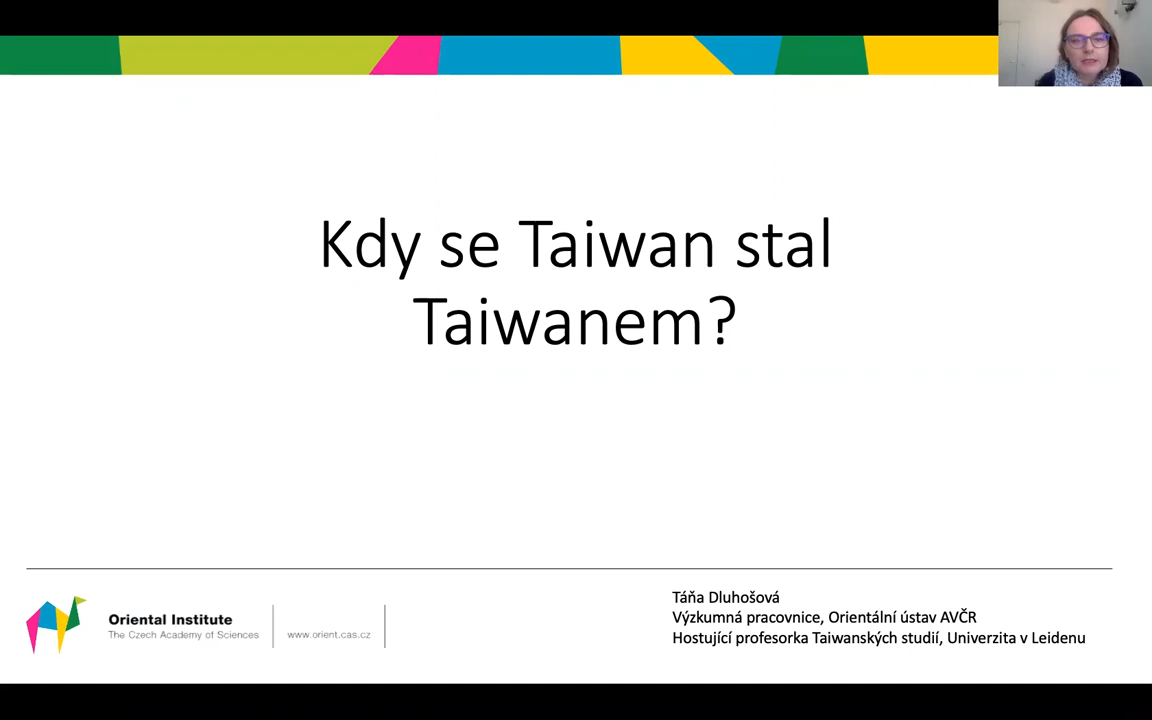 Kdy se Taiwan stal
Taiwanem?
Oriental Institute
The Czech Academy of Sciences
www.orient.cas.cz
Táňa Dluhošová
Výzkumná pracovnice, Orientální ústav AVČR
Hostující profesorka Taiwanských studií, Univerzita v Leidenu